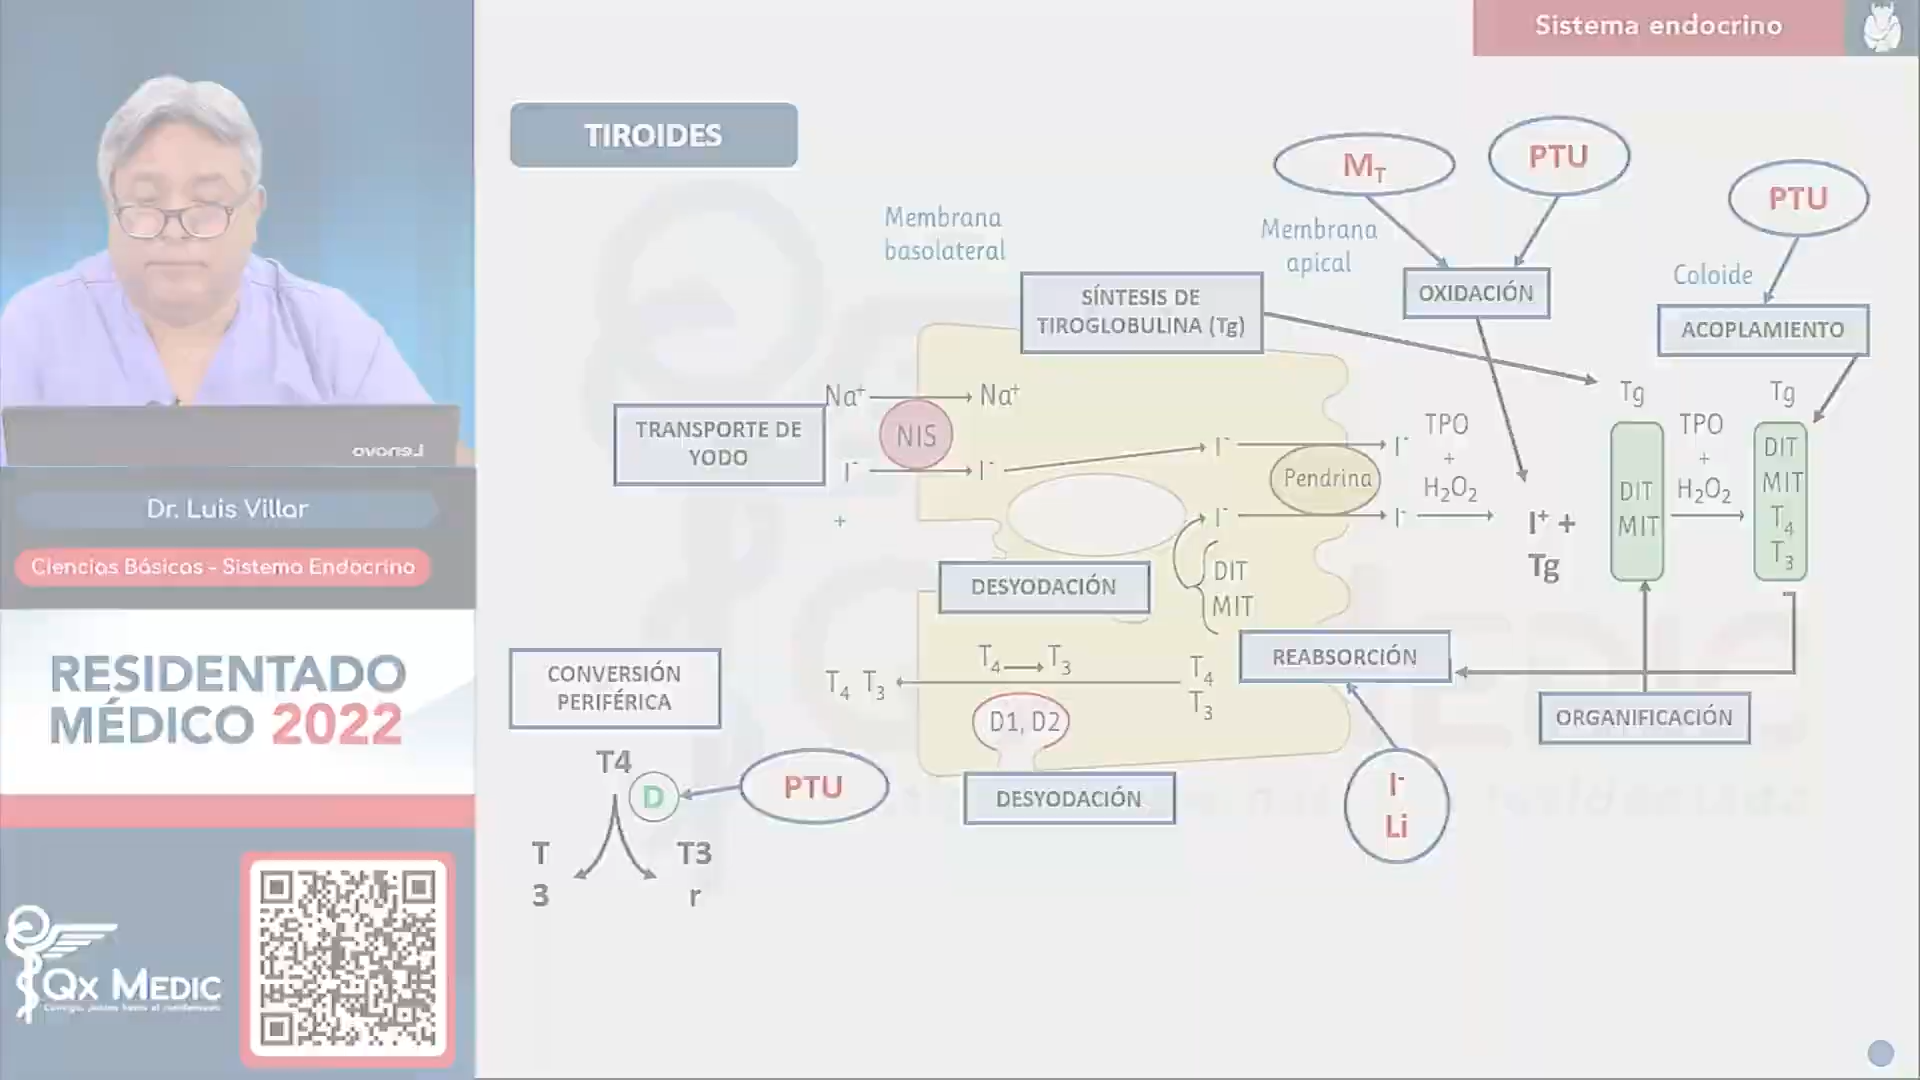 Sistema endocrino
TIROIDES
Membrana
basolateral
Membrana
apical
M_T
PTU
PTU
Coloide
SÍNTESIS DE
TIROGLOBULINA (Tg)
OXIDACIÓN
ACOPLAMIENTO
TRANSPORTE DE
YODO
Na⁺ Na⁺
NIS
I⁻ I⁻
I⁻ I⁻
Pendrina
I⁻ I⁻
TPO
+
H₂O₂
I⁺ +
Tg
Tg
DIT
MIT
TPO
+
H₂O₂
Tg
DIT
MIT
T₄
T₃
+
DESYODACIÓN
DIT
MIT
REABSORCIÓN
ORGANIFICACIÓN
CONVERSIÓN
PERIFÉRICA
T₄ T₃
T₄ T₃
T₄
T₃
D1, D2
DESYODACIÓN
T4
D
PTU
T
3
T3
r
I⁻
Li
Lenovo
Dr. Luis Villar
Ciencias Básicas - Sistema Endocrino
RESIDENTADO
MÉDICO 2022
QX MEDIC